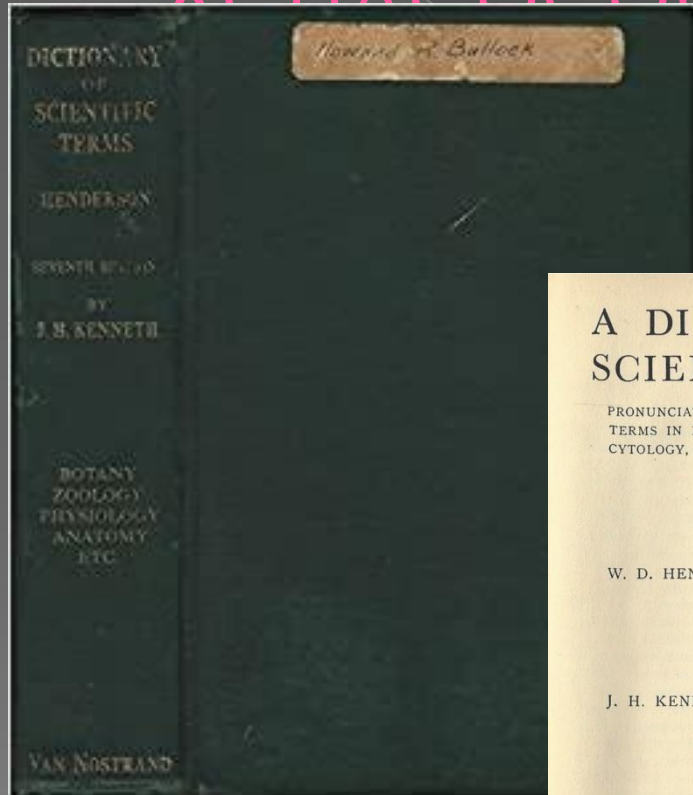 DICTIONARY
OF
SCIENTIFIC
TERMS
HENDERSON
SEVENTH EDITION
BY
J. H. KENNETH
BOTANY
ZOOLOGY
PHYSIOLOGY
ANATOMY
ETC
VAN NOSTRAND
Howard R. Bullock
A DI
SCIE
PRONUNCIA
TERMS IN
CYTOLOGY,
W. D. HEN
J. H. KEN